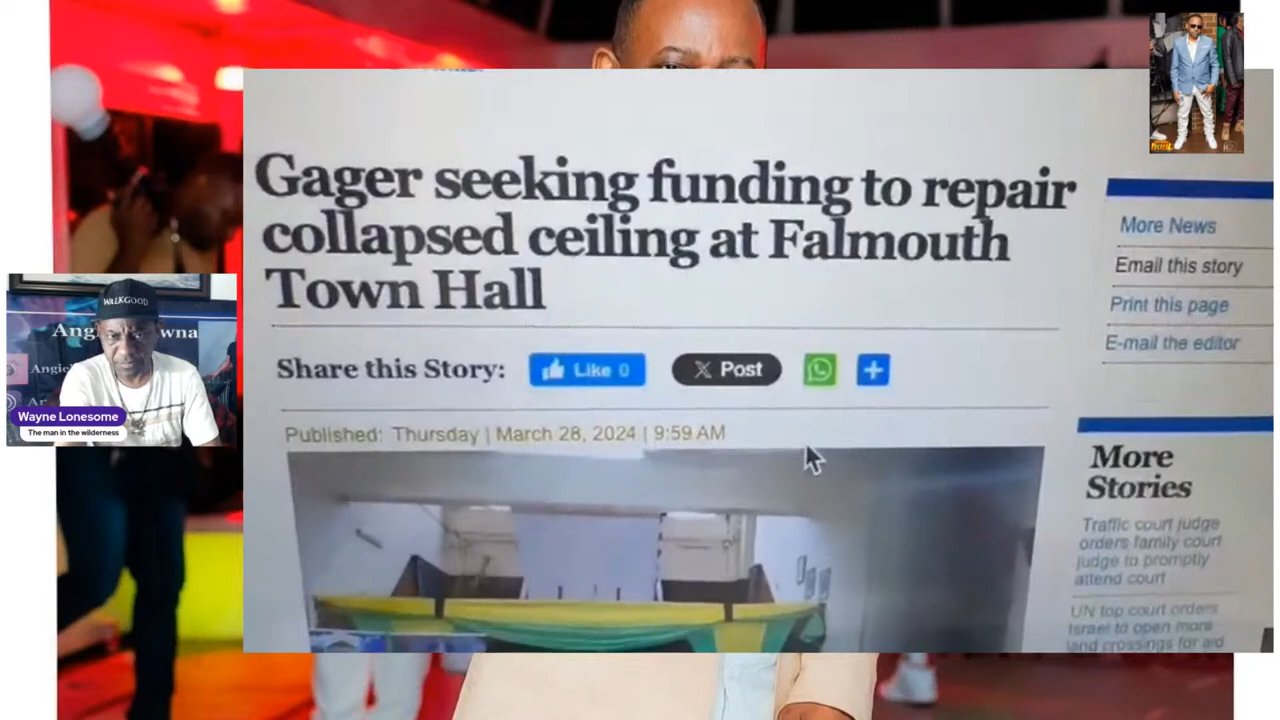 Gager seeking funding to repair
collapsed ceiling at Falmouth
Town Hall
Share this Story:
Like 0
X Post
Published: Thursday | March 28, 2024 | 9:59 AM
More News
Email this story
Print this page
E-mail the editor
More
Stories
Traffic court judge
orders family court
judge to promptly
attend court
UN top court orders
Israel to open more
land crossings for aid
WALKGOOD
Angie
wna
Angie
Wayne Lonesome
The man in the wilderness